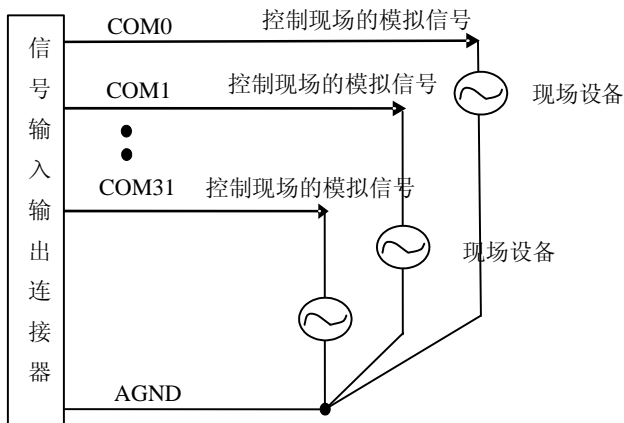 信号输入输出连接器
COM0 控制现场的模拟信号
现场设备
COM1 控制现场的模拟信号
COM31 控制现场的模拟信号
现场设备
AGND